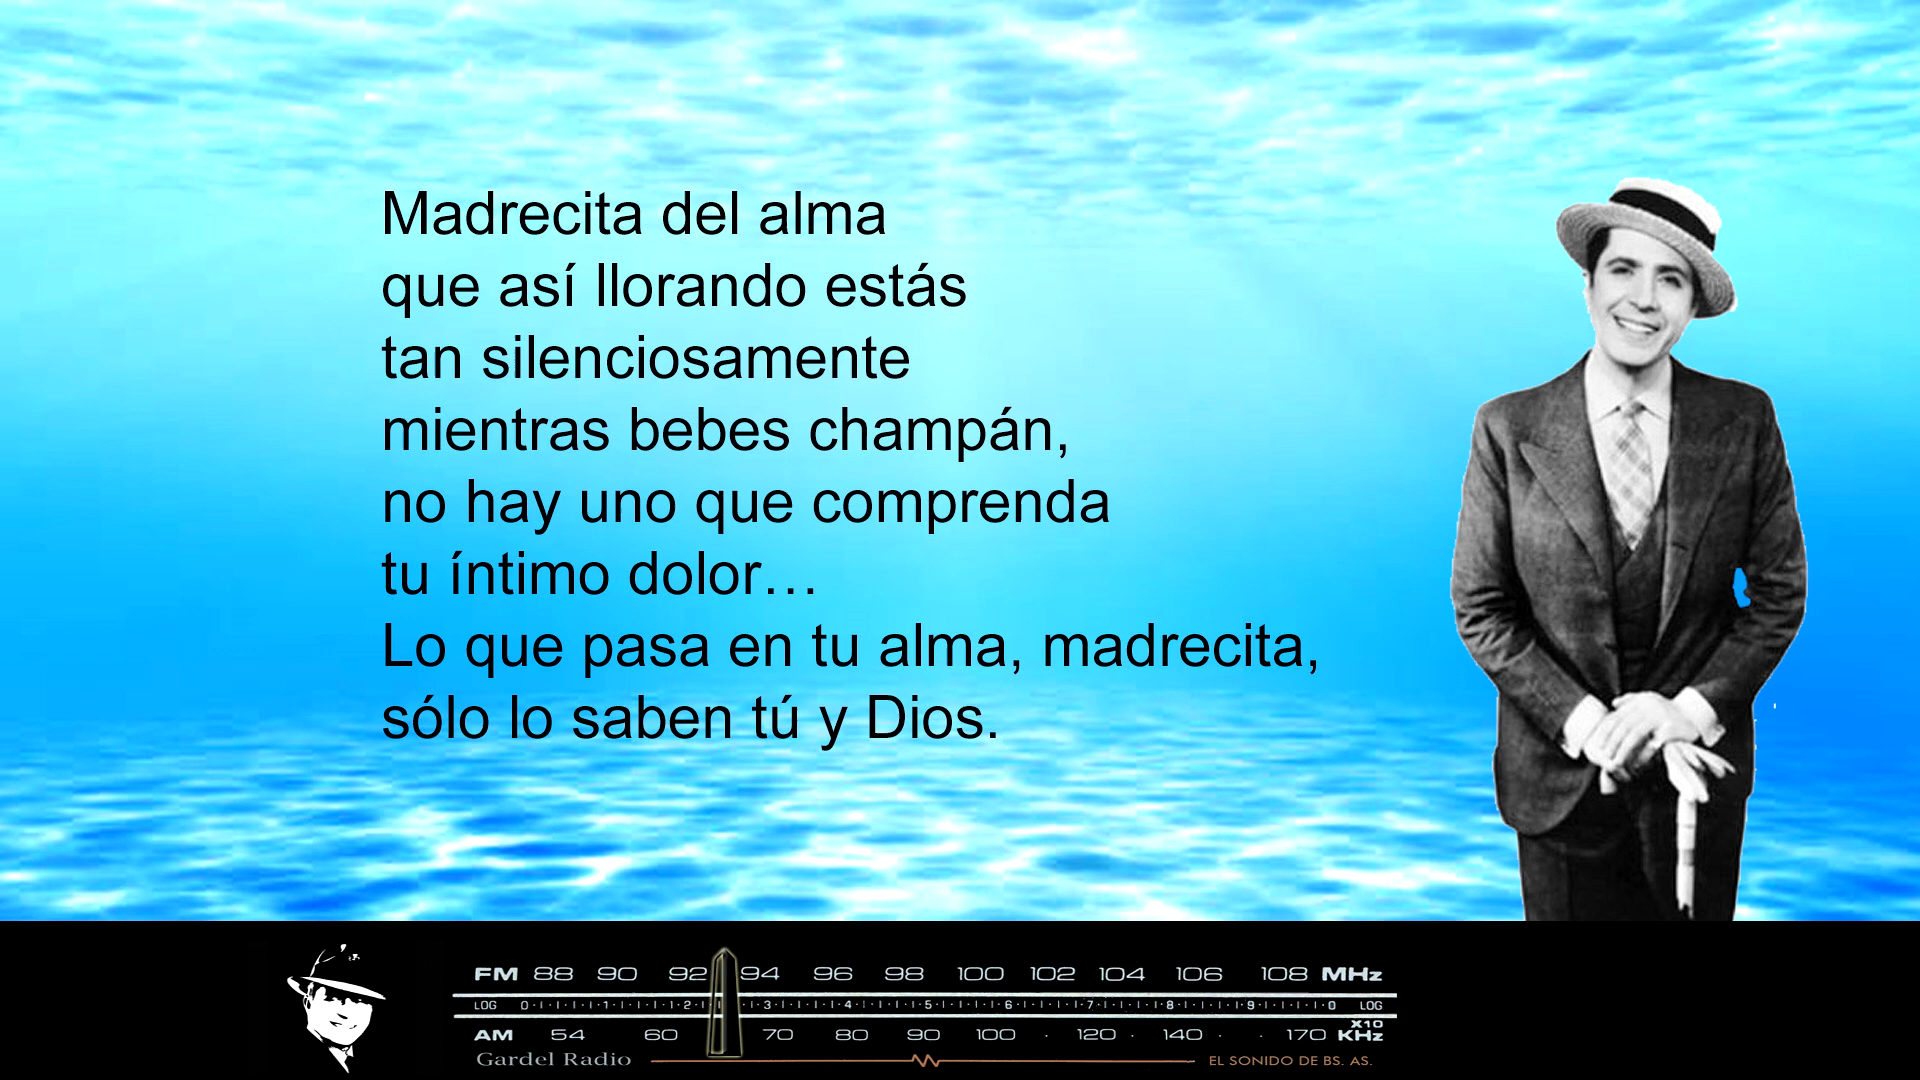 Madrecita del alma
que así llorando estás
tan silenciosamente
mientras bebes champán,
no hay uno que comprenda
tu íntimo dolor…
Lo que pasa en tu alma, madrecita,
sólo lo saben tú y Dios.
FM 88 90 92 94 96 98 100 102 104 106 108 MHz
LOG 0 1 2 3 4 5 6 7 8 9 0 LOG
AM 54 60 70 80 90 100 · 120 · 140 · · 170 X10 KHz
Gardel Radio EL SONIDO DE BS. AS.